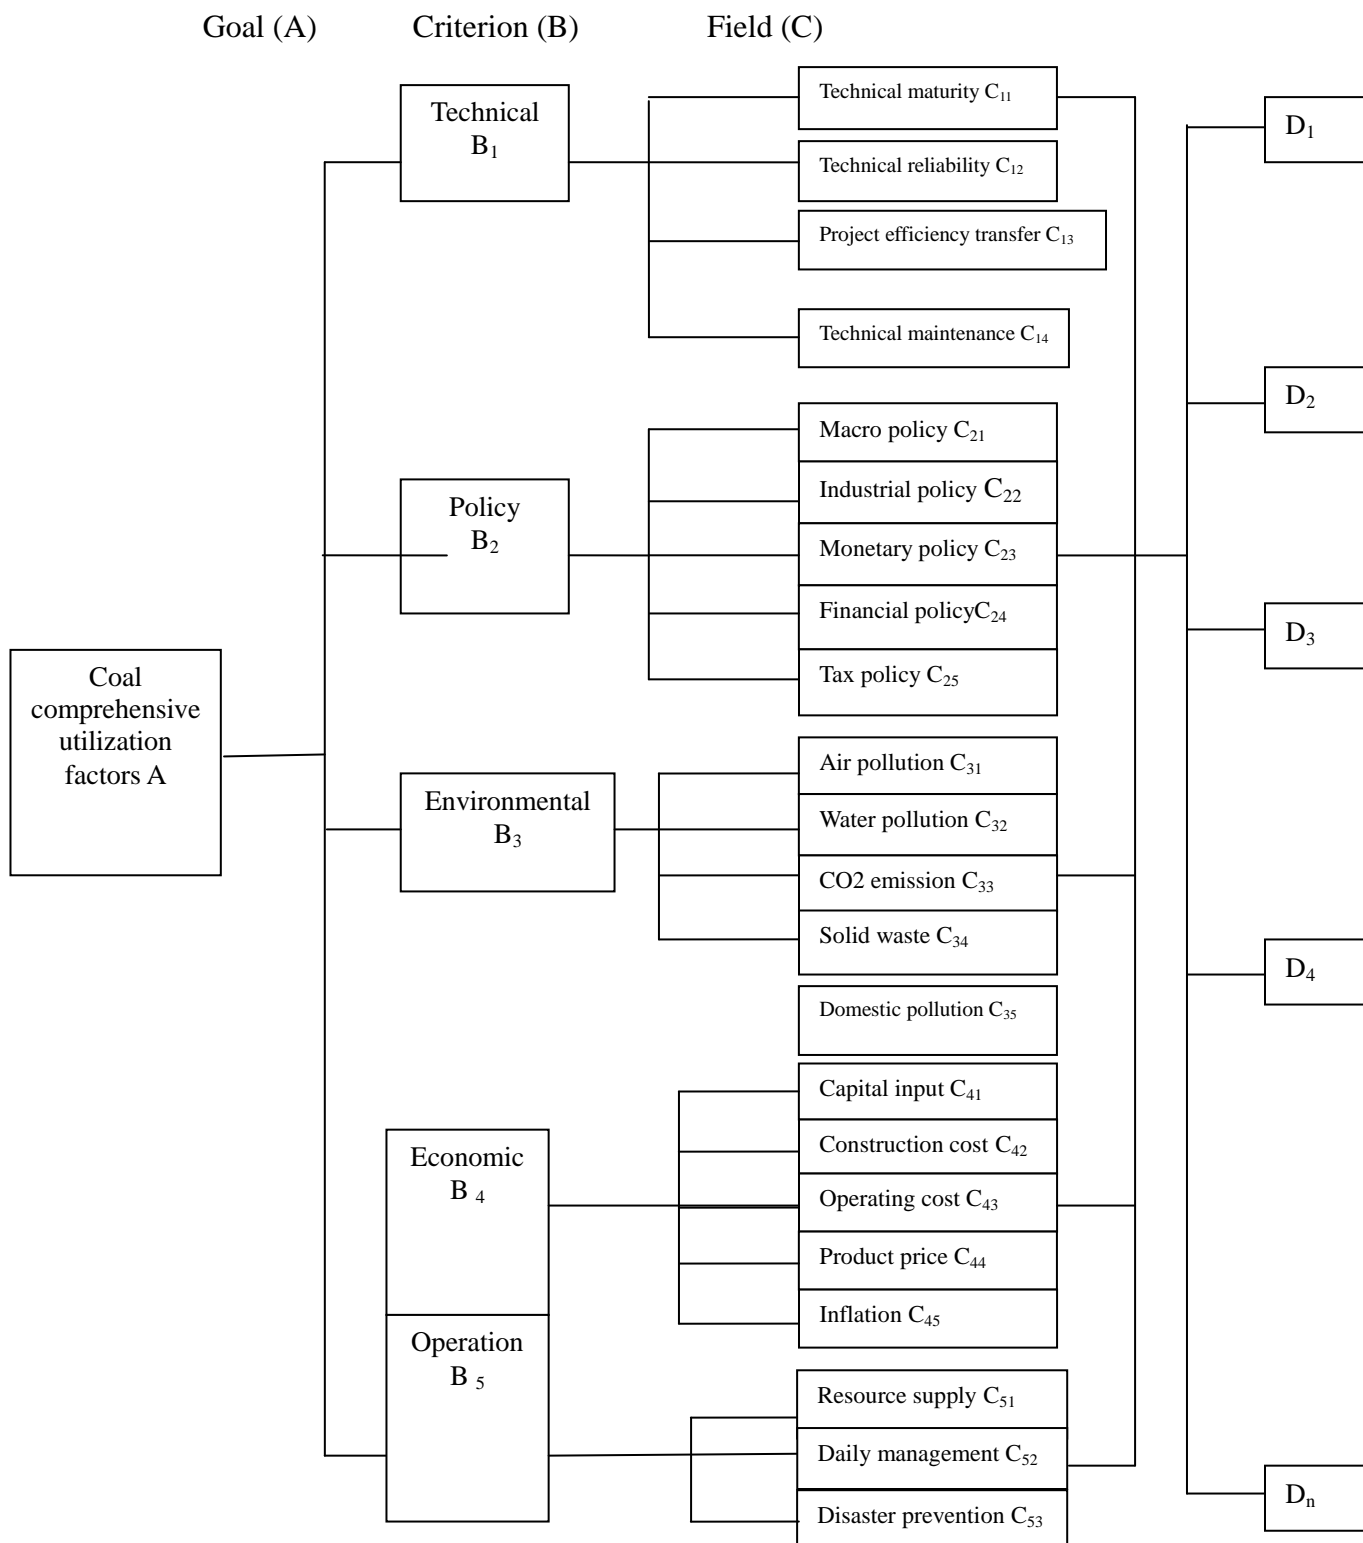 Goal (A) Criterion (B) Field (C)
Technical
B₁
Technical maturity C₁₁
Technical reliability C₁₂
Project efficiency transfer C₁₃
Technical maintenance C₁₄
Policy
B₂
Macro policy C₂₁
Industrial policy C₂₂
Monetary policy C₂₃
Financial policyC₂₄
Tax policy C₂₅
Coal
comprehensive
utilization
factors A
Environmental
B₃
Air pollution C₃₁
Water pollution C₃₂
CO2 emission C₃₃
Solid waste C₃₄
Domestic pollution C₃₅
Economic
B ₄
Capital input C₄₁
Construction cost C₄₂
Operating cost C₄₃
Product price C₄₄
Inflation C₄₅
Operation
B ₅
Resource supply C₅₁
Daily management C₅₂
Disaster prevention C₅₃
D₁
D₂
D₃
D₄
Dₙ